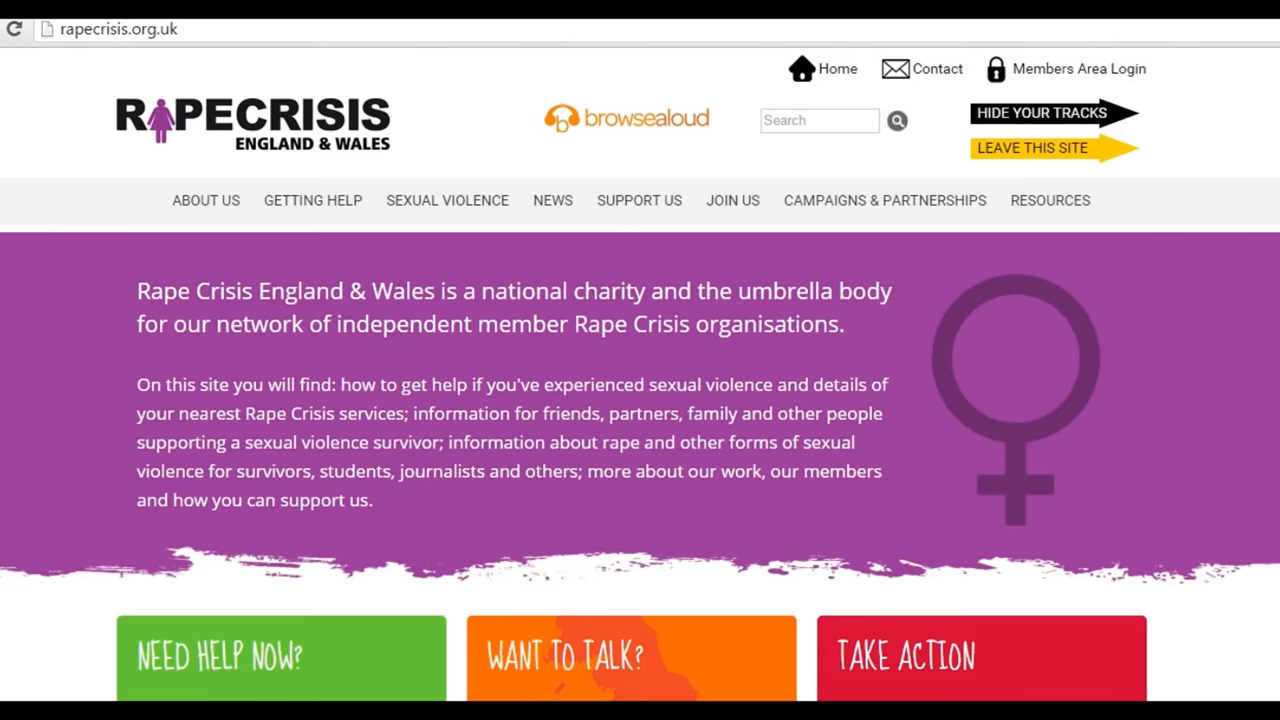 rapecrisis.org.uk
Home Contact Members Area Login
RAPECRISIS
ENGLAND & WALES
browsealoud
Search
HIDE YOUR TRACKS
LEAVE THIS SITE
ABOUT US GETTING HELP SEXUAL VIOLENCE NEWS SUPPORT US JOIN US CAMPAIGNS & PARTNERSHIPS RESOURCES
Rape Crisis England & Wales is a national charity and the umbrella body
for our network of independent member Rape Crisis organisations.
On this site you will find: how to get help if you've experienced sexual violence and details of
your nearest Rape Crisis services; information for friends, partners, family and other people
supporting a sexual violence survivor; information about rape and other forms of sexual
violence for survivors, students, journalists and others; more about our work, our members
and how you can support us.
NEED HELP NOW?
WANT TO TALK?
TAKE ACTION